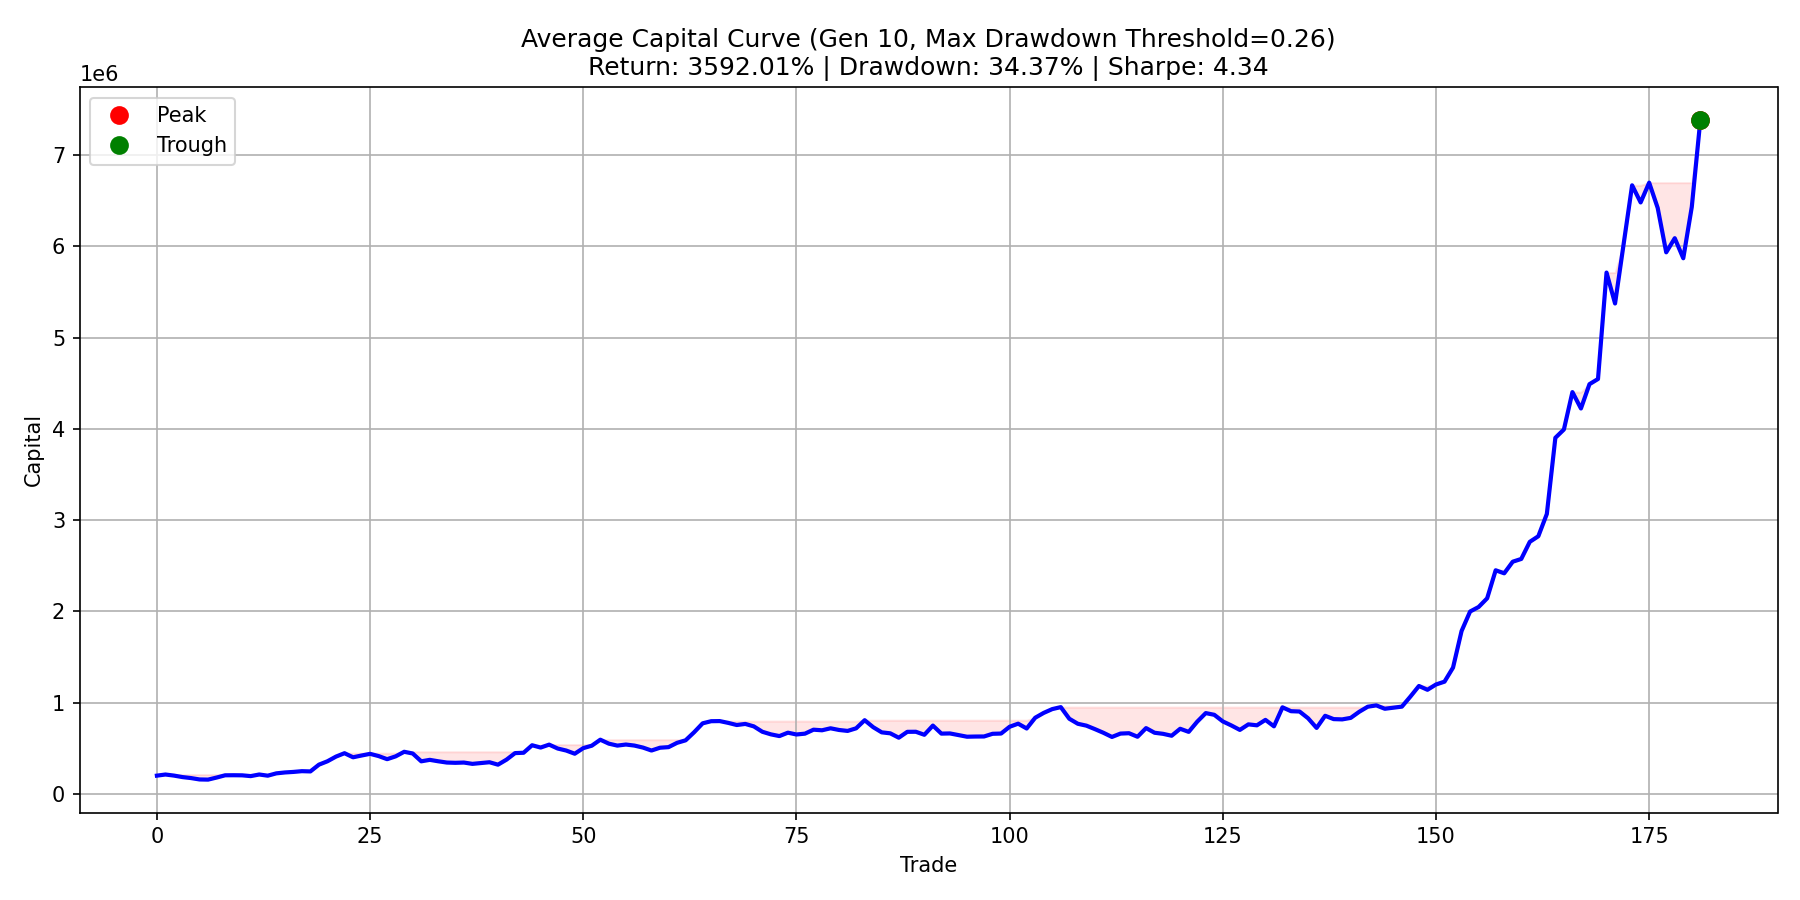 Average Capital Curve (Gen 10, Max Drawdown Threshold=0.26)
Return: 3592.01% | Drawdown: 34.37% | Sharpe: 4.34
1e6
Peak
Trough
7
6
5
4
3
2
1
0
Capital
0 25 50 75 100 125 150 175
Trade